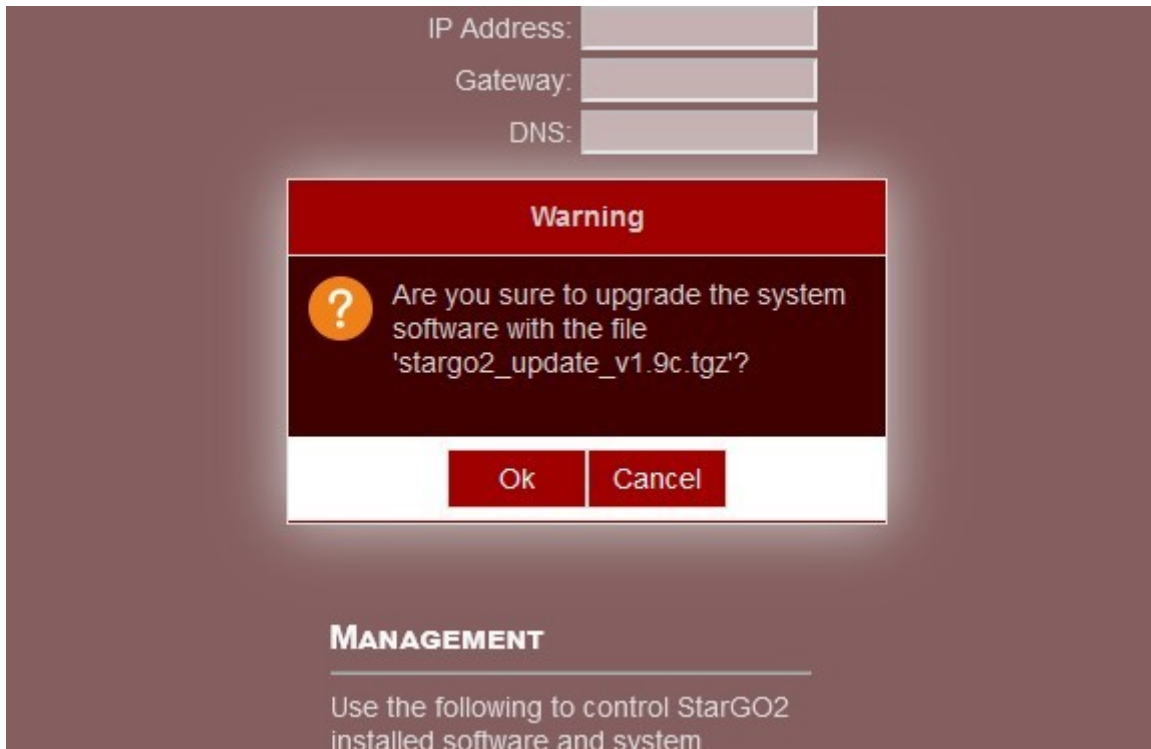 IP Address:
Gateway:
DNS:
Warning
?
Are you sure to upgrade the system
software with the file
'stargo2_update_v1.9c.tgz'?
Ok
Cancel
MANAGEMENT
Use the following to control StarGO2
installed software and system